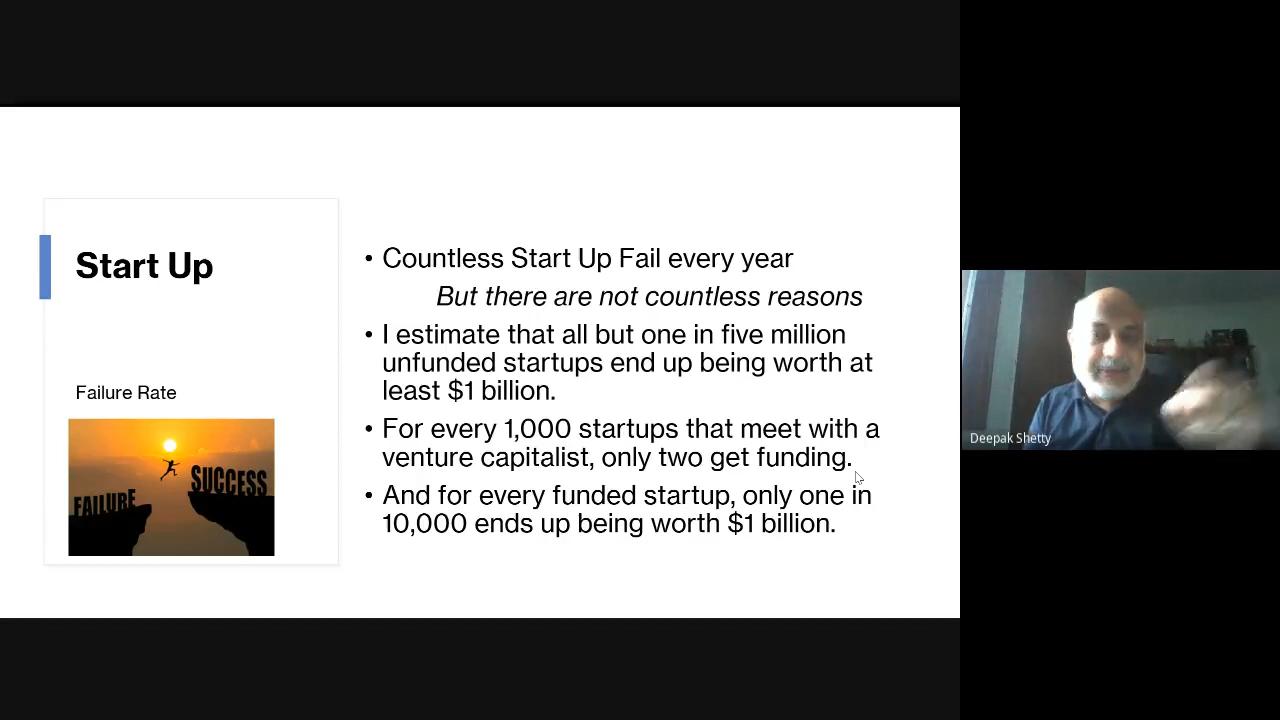 Start Up
Failure Rate
FAILURE
SUCCESS
• Countless Start Up Fail every year
But there are not countless reasons
• I estimate that all but one in five million
unfunded startups end up being worth at
least $1 billion.
• For every 1,000 startups that meet with a
venture capitalist, only two get funding.
• And for every funded startup, only one in
10,000 ends up being worth $1 billion.
Deepak Shetty